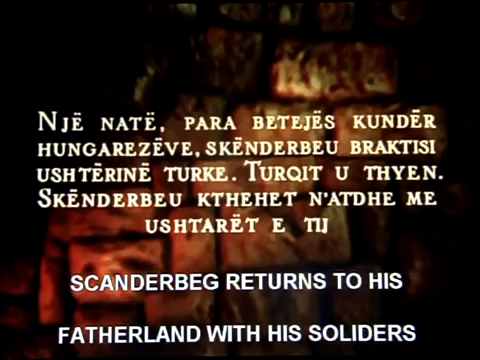 NJË NATË, PARA BETEJËS KUNDËR
HUNGAREZËVE, SKËNDERBEU BRAKTISI
USHTËRINË TURKE. TURQIT U THYEN.
SKËNDERBEU KTHEHET N'ATDHE ME
USHTARËT E TIJ
SCANDERBEG RETURNS TO HIS
FATHERLAND WITH HIS SOLIDERS